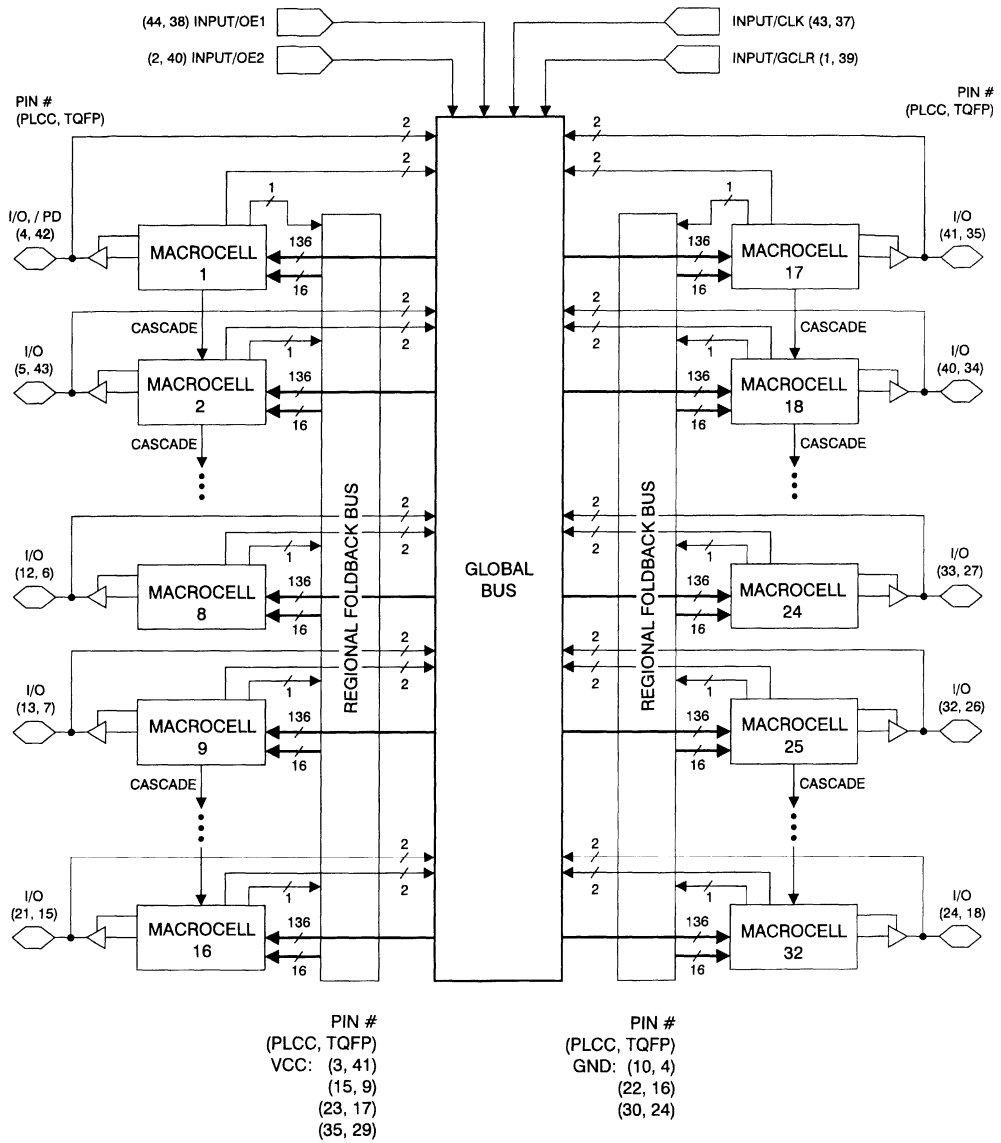 (44, 38) INPUT/OE1
INPUT/CLK (43, 37)
(2, 40) INPUT/OE2
INPUT/GCLR (1, 39)
PIN #
(PLCC, TQFP)
PIN #
(PLCC, TQFP)
2
2
2
2
1
1
I/O, / PD
(4, 42)
MACROCELL
1
136
16
136
16
MACROCELL
17
I/O
(41, 35)
CASCADE
2
2
CASCADE
I/O
(5, 43)
1
2
2
1
I/O
(40, 34)
MACROCELL
2
136
16
136
16
MACROCELL
18
CASCADE
CASCADE
REGIONAL FOLDBACK BUS
GLOBAL
BUS
REGIONAL FOLDBACK BUS
2
2
I/O
(12, 6)
1
2
2
1
I/O
(33, 27)
MACROCELL
8
136
16
136
16
MACROCELL
24
2
2
I/O
(13, 7)
1
2
2
1
I/O
(32, 26)
MACROCELL
9
136
16
136
16
MACROCELL
25
CASCADE
CASCADE
2
2
I/O
(21, 15)
1
2
2
1
I/O
(24, 18)
MACROCELL
16
136
16
136
16
MACROCELL
32
PIN #
(PLCC, TQFP)
VCC: (3, 41)
(15, 9)
(23, 17)
(35, 29)
PIN #
(PLCC, TQFP)
GND: (10, 4)
(22, 16)
(30, 24)